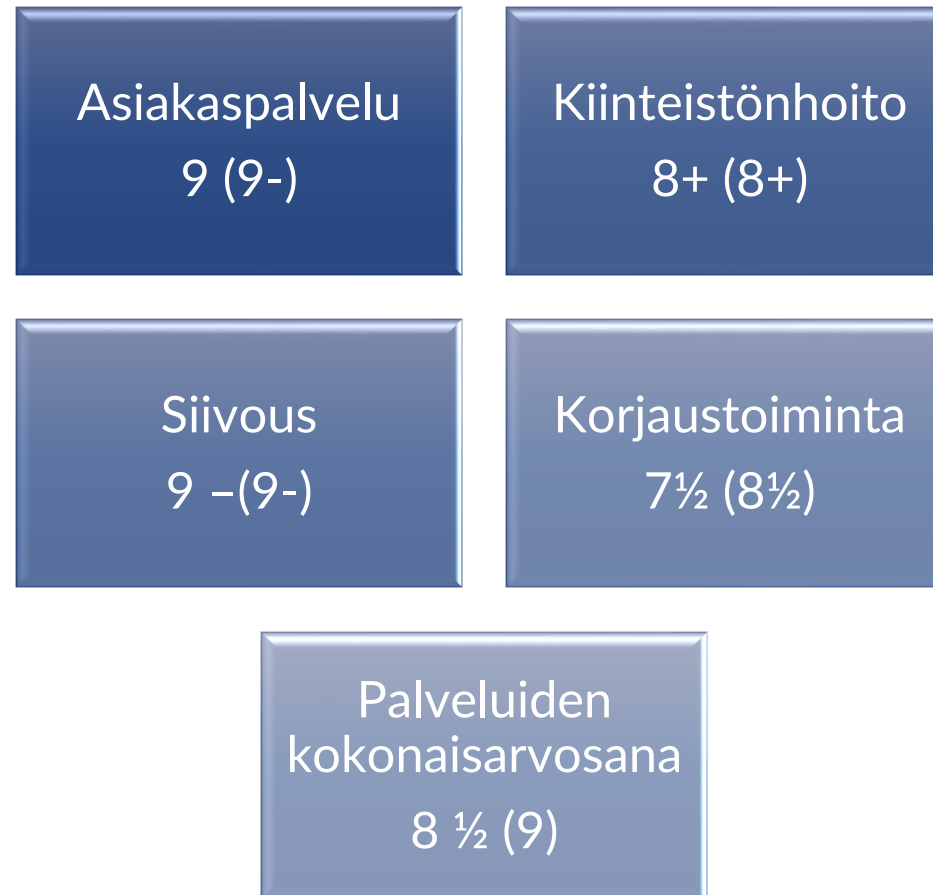 Asiakaspalvelu
9 (9-)
Kiinteistönhoito
8+ (8+)
Siivous
9 –(9-)
Korjaustoiminta
7½ (8½)
Palveluiden
kokonaisarvosana
8 ½ (9)